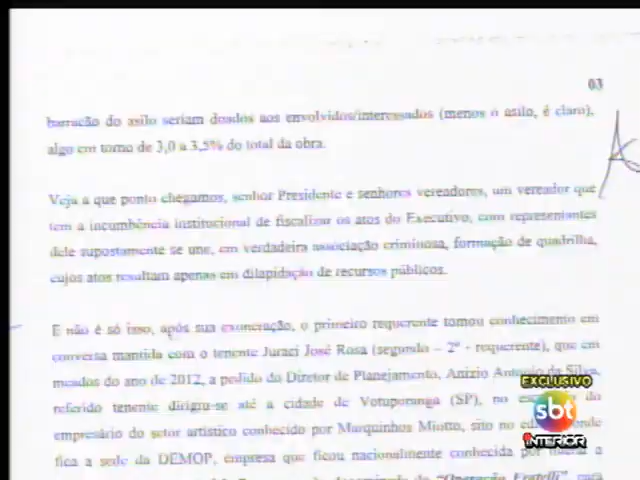 03
barracão do asilo seriam doados aos envolvidos/interessados (menos o asilo, é claro),
algo em torno de 3,0 a 3,5% do total da obra.
Veja a que ponto chegamos, senhor Presidente e senhores vereadores, um vereador que
tem a incumbência institucional de fiscalizar os atos do Executivo, com representantes
dele supostamente se une, em verdadeira associação criminosa, formação de quadrilha,
cujos atos resultam apenas em dilapidação de recursos públicos.
E não é só isso, após sua exoneração, o primeiro requerente tomou conhecimento em
conversa mantida com o tenente Juraci José Rosa (segundo – 2º - requerente), que em
meados do ano de 2012, a pedido do Diretor de Planejamento, Anizio Antonio da Silva,
referido tenente dirigiu-se até a cidade de Votuporanga (SP), no do
empresário do setor artístico conhecido por Marquinhos Miotto, sito no onde
fica a sede da DEMOP, empresa que ficou nacionalmente conhecida por a
"Operação Fratelli", para
EXCLUSIVO
sbt
INTERIOR